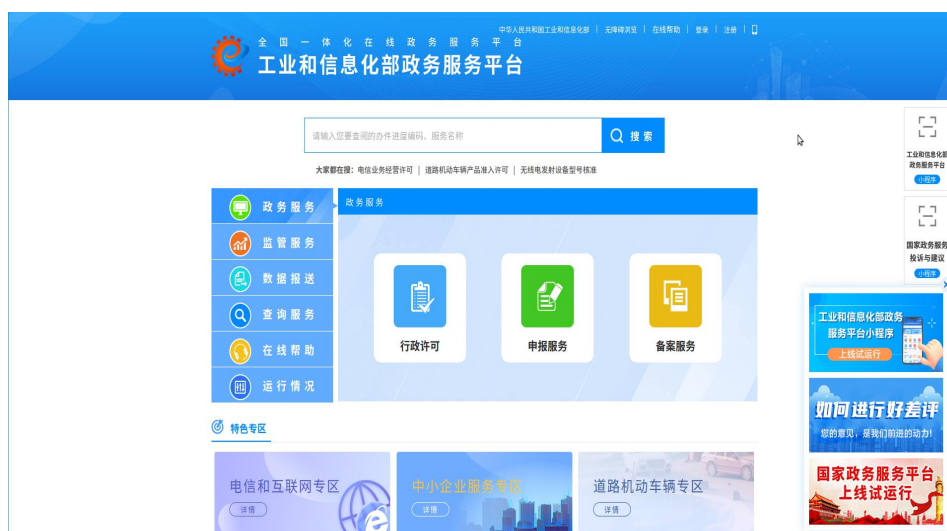 中华人民共和国工业和信息化部 | 无障碍浏览 | 在线帮助 | 登录 | 注册 |
全国一体化在线政务服务平台
工业和信息化部政务服务平台
请输入您要查阅的办件进度编码、服务名称
搜索
大家都在搜：电信业务经营许可 | 道路机动车辆产品准入许可 | 无线电发射设备型号核准
工业和信息化部
政务服务平台
小程序
国家政务服务
投诉与建议
小程序
政务服务
监管服务
数据报送
查询服务
在线帮助
运行情况
政务服务
行政许可
申报服务
备案服务
工业和信息化部政务
服务平台小程序
上线试运行
如何进行好差评
您的意见，是我们前进的动力!
国家政务服务平台
上线试运行
特色专区
电信和互联网专区
详情
中小企业服务专区
详情
道路机动车辆专区
详情